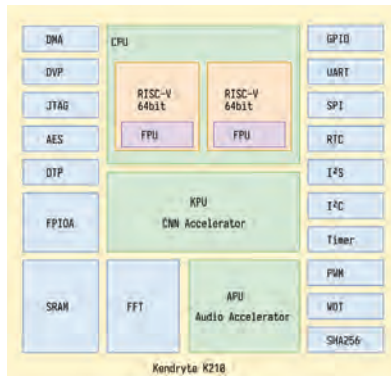 DMA
DVP
JTAG
AES
OTP
FPIOA
SRAM
CPU
RISC-V
64bit
FPU
RISC-V
64bit
FPU
KPU
CNN Accelerator
FFT
APU
Audio Accelerator
GPIO
UART
SPI
RTC
I²S
I²C
Timer
PWM
WDT
SHA256
Kendryte K210